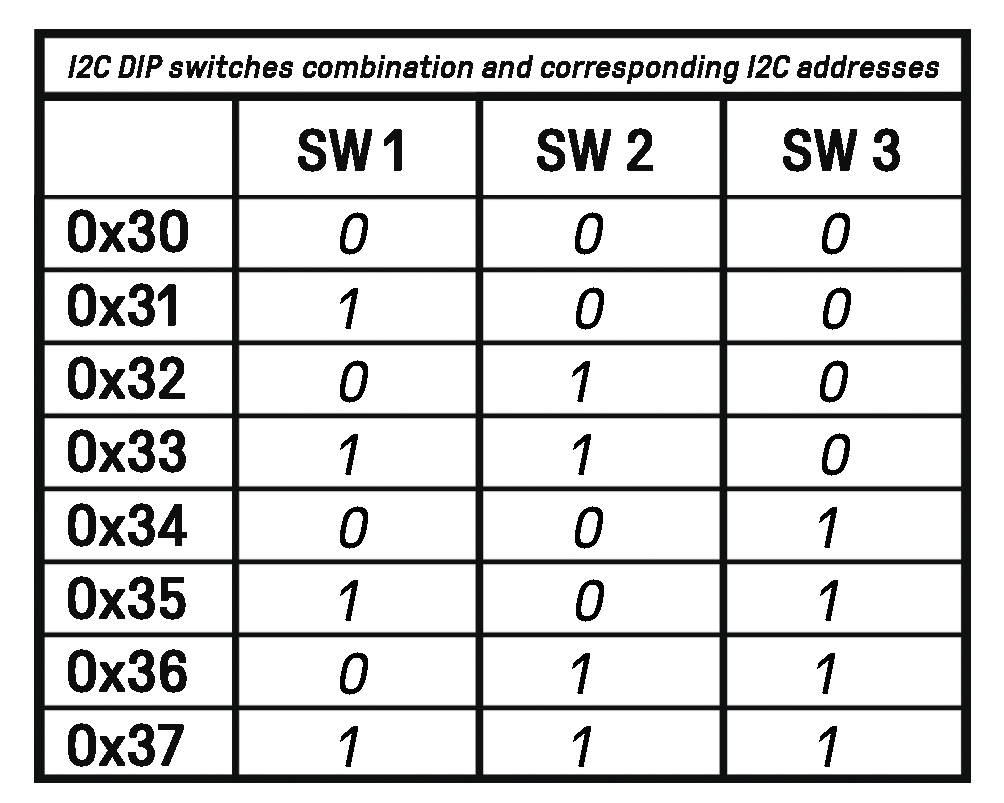 I2C DIP switches combination and corresponding I2C addresses
SW 1 SW 2 SW 3
0x30 0 0 0
0x31 1 0 0
0x32 0 1 0
0x33 1 1 0
0x34 0 0 1
0x35 1 0 1
0x36 0 1 1
0x37 1 1 1